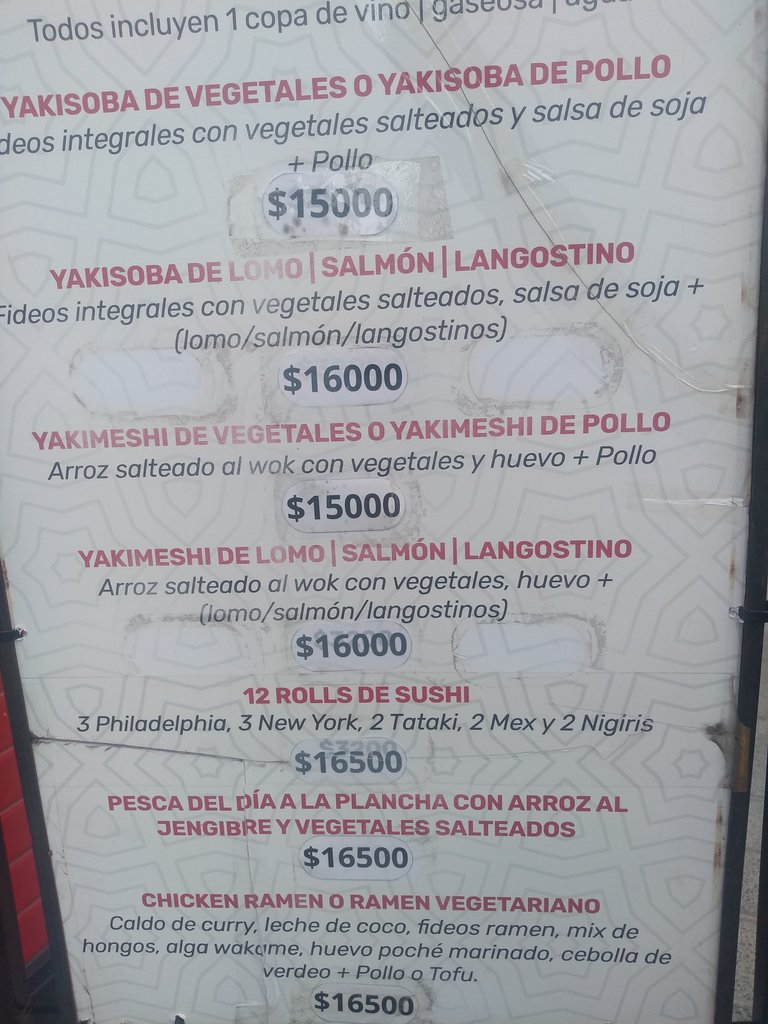 Todos incluyen 1 copa de vino | gaseosa |
YAKISOBA DE VEGETALES O YAKISOBA DE POLLO
deos integrales con vegetales salteados y salsa de soja
+ Pollo
$15000
YAKISOBA DE LOMO | SALMÓN | LANGOSTINO
Fideos integrales con vegetales salteados, salsa de soja +
(lomo/salmón/langostinos)
$16000
YAKIMESHI DE VEGETALES O YAKIMESHI DE POLLO
Arroz salteado al wok con vegetales y huevo + Pollo
$15000
YAKIMESHI DE LOMO | SALMÓN | LANGOSTINO
Arroz salteado al wok con vegetales, huevo +
(lomo/salmón/langostinos)
$16000
12 ROLLS DE SUSHI
3 Philadelphia, 3 New York, 2 Tataki, 2 Mex y 2 Nigiris
$16500
PESCA DEL DÍA A LA PLANCHA CON ARROZ AL
JENGIBRE Y VEGETALES SALTEADOS
$16500
CHICKEN RAMEN O RAMEN VEGETARIANO
Caldo de curry, leche de coco, fideos ramen, mix de
hongos, alga wakame, huevo poché marinado, cebolla de
verdeo + Pollo o Tofu.
$16500